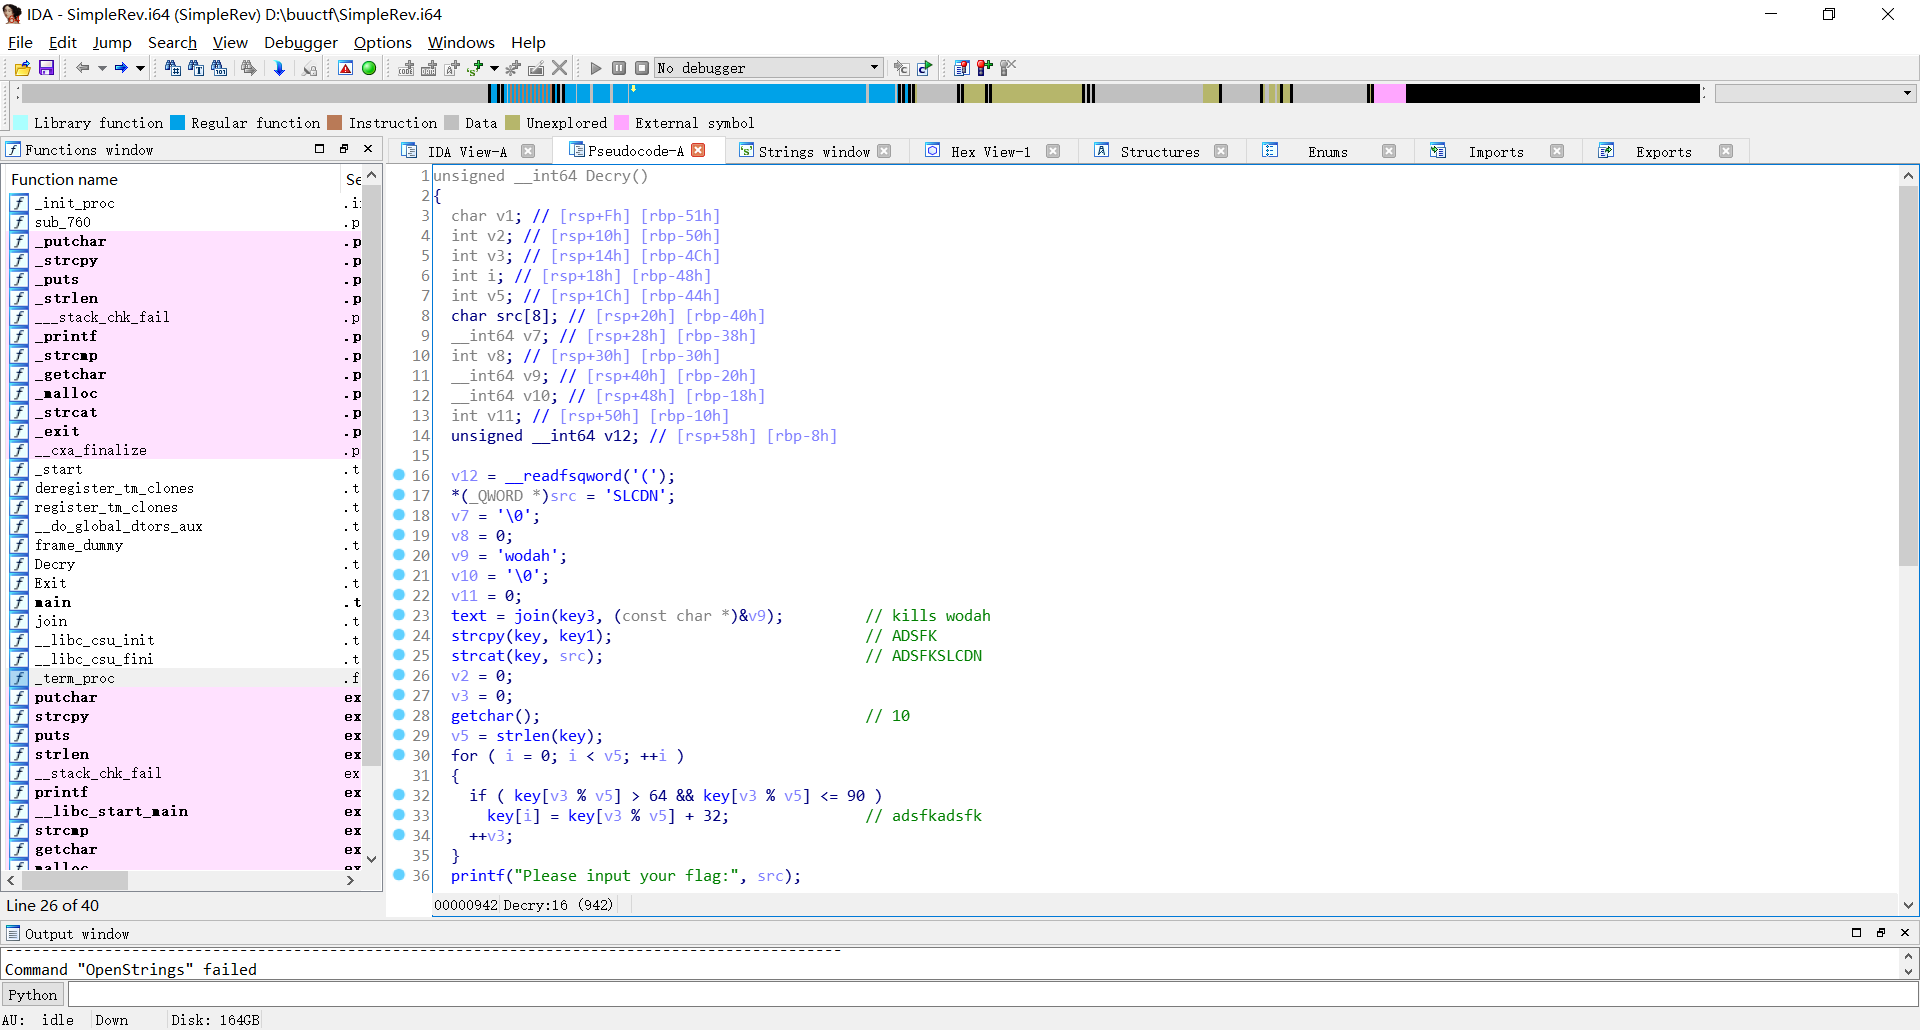 IDA - SimpleRev.i64 (SimpleRev) D:\buuctf\SimpleRev.i64
File Edit Jump Search View Debugger Options Windows Help
No debugger
Library function Regular function Instruction Data Unexplored External symbol
Functions window
Function name Se
_init_proc .i
sub_760 .p
_putchar .p
_strcpy .p
_puts .p
_strlen .p
___stack_chk_fail .p
_printf .p
_strcmp .p
_getchar .p
_malloc .p
_strcat .p
_exit .p
__cxa_finalize .p
_start .t
deregister_tm_clones .t
register_tm_clones .t
__do_global_dtors_aux .t
frame_dummy .t
Decry .t
Exit .t
main .t
join .t
__libc_csu_init .t
__libc_csu_fini .t
_term_proc .f
putchar ex
strcpy ex
puts ex
strlen ex
__stack_chk_fail ex
printf ex
__libc_start_main ex
strcmp ex
getchar ex
malloc ex
Line 26 of 40
IDA View-A Pseudocode-A Strings window Hex View-1 Structures Enums Imports Exports
1 unsigned __int64 Decry()
2 {
3 char v1; // [rsp+Fh] [rbp-51h]
4 int v2; // [rsp+10h] [rbp-50h]
5 int v3; // [rsp+14h] [rbp-4Ch]
6 int i; // [rsp+18h] [rbp-48h]
7 int v5; // [rsp+1Ch] [rbp-44h]
8 char src[8]; // [rsp+20h] [rbp-40h]
9 __int64 v7; // [rsp+28h] [rbp-38h]
10 int v8; // [rsp+30h] [rbp-30h]
11 __int64 v9; // [rsp+40h] [rbp-20h]
12 __int64 v10; // [rsp+48h] [rbp-18h]
13 int v11; // [rsp+50h] [rbp-10h]
14 unsigned __int64 v12; // [rsp+58h] [rbp-8h]
15
16 v12 = __readfsqword('(');
17 *(_QWORD *)src = 'SLCDN';
18 v7 = '\0';
19 v8 = 0;
20 v9 = 'wodah';
21 v10 = '\0';
22 v11 = 0;
23 text = join(key3, (const char *)&v9); // kills wodah
24 strcpy(key, key1); // ADSFK
25 strcat(key, src); // ADSFKSLCDN
26 v2 = 0;
27 v3 = 0;
28 getchar(); // 10
29 v5 = strlen(key);
30 for ( i = 0; i < v5; ++i )
31 {
32 if ( key[v3 % v5] > 64 && key[v3 % v5] <= 90 )
33 key[i] = key[v3 % v5] + 32; // adsfkadsfk
34 ++v3;
35 }
36 printf("Please input your flag:", src);
00000942 Decry:16 (942)
Output window
Command "OpenStrings" failed
Python
AU: idle Down Disk: 164GB